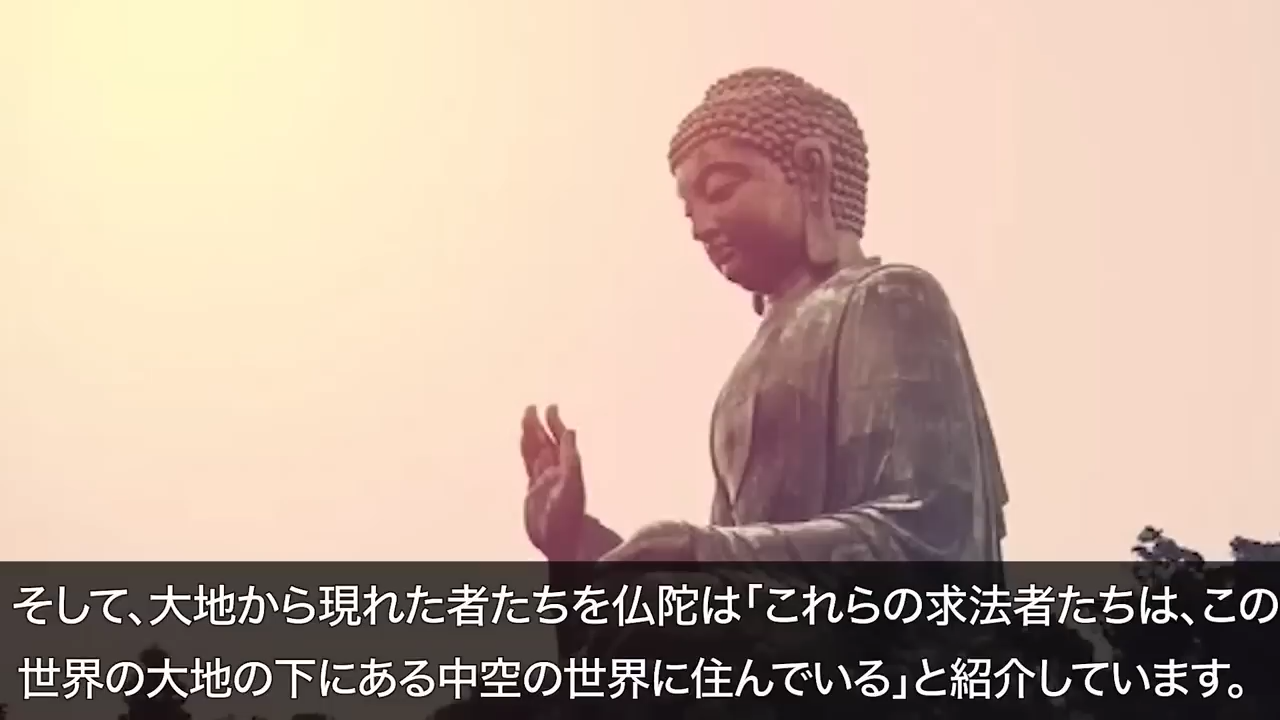 そして、大地から現れた者たちを仏陀は「これらの求法者たちは、この
世界の大地の下にある中空の世界に住んでいる」と紹介しています。